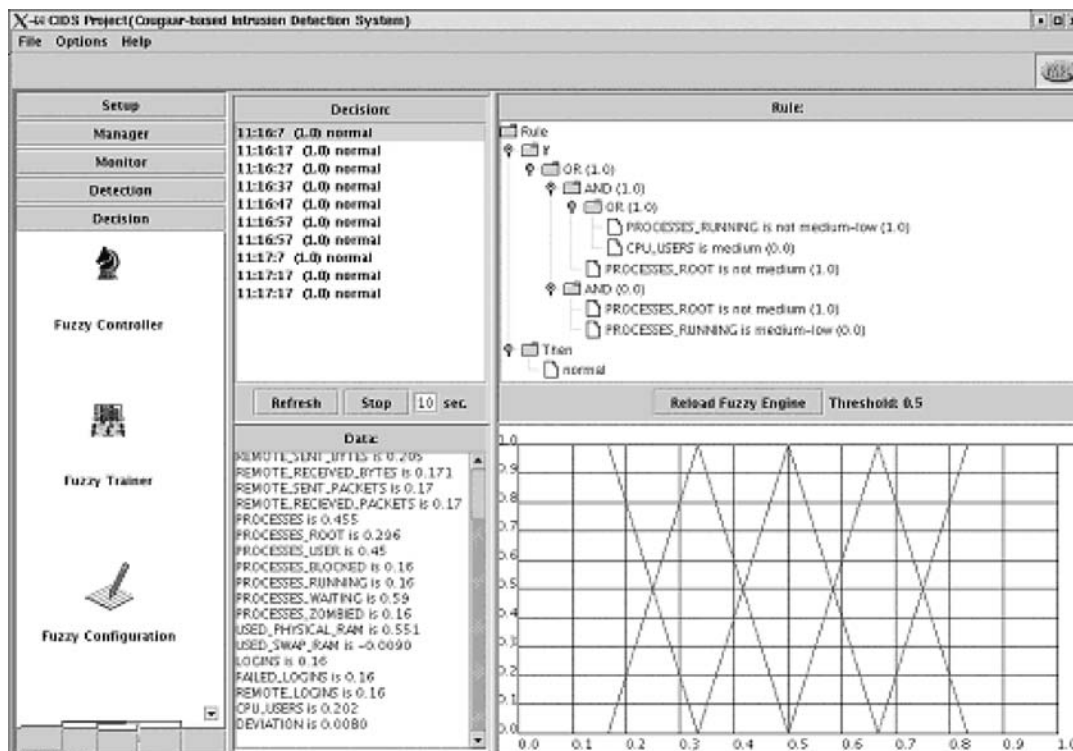 X-⋈ CIDS Project(Cougaar-based Intrusion Detection System)
File Options Help
Setup
Manager
Monitor
Detection
Decision
Fuzzy Controller
Fuzzy Trainer
Fuzzy Configuration
Decision:
11:16:7 (1.0) normal
11:16:17 (1.0) normal
11:16:27 (1.0) normal
11:16:37 (1.0) normal
11:16:47 (1.0) normal
11:16:57 (1.0) normal
11:16:57 (1.0) normal
11:17:7 (1.0) normal
11:17:17 (1.0) normal
11:17:17 (1.0) normal
Refresh Stop 10 sec.
Data:
REMOTE_SENT_BYTES is 0.205
REMOTE_RECEIVED_BYTES is 0.171
REMOTE_SENT_PACKETS is 0.17
REMOTE_RECIEVED_PACKETS is 0.17
PROCESSES is 0.455
PROCESSES_ROOT is 0.296
PROCESSES_USER is 0.45
PROCESSES_BLOCKED is 0.16
PROCESSES_RUNNING is 0.16
PROCESSES_WAITING is 0.59
PROCESSES_ZOMBIED is 0.16
USED_PHYSICAL_RAM is 0.551
USED_SWAP_RAM is -0.0090
LOGINS is 0.16
FAILED_LOGINS is 0.16
REMOTE_LOGINS is 0.16
CPU_USERS is 0.202
DEVIATION is 0.0080
Rule:
Rule
If
OR (1.0)
AND (1.0)
OR (1.0)
PROCESSES_RUNNING is not medium-low (1.0)
CPU_USERS is medium (0.0)
PROCESSES_ROOT is not medium (1.0)
AND (0.0)
PROCESSES_ROOT is not medium (1.0)
PROCESSES_RUNNING is medium-low (0.0)
Then
normal
Reload Fuzzy Engine Threshold: 0.5
1.0
0.9
0.8
0.7
0.6
0.5
0.4
0.3
0.2
0.1
0.0
0.0 0.1 0.2 0.3 0.4 0.5 0.6 0.7 0.8 0.9 1.0